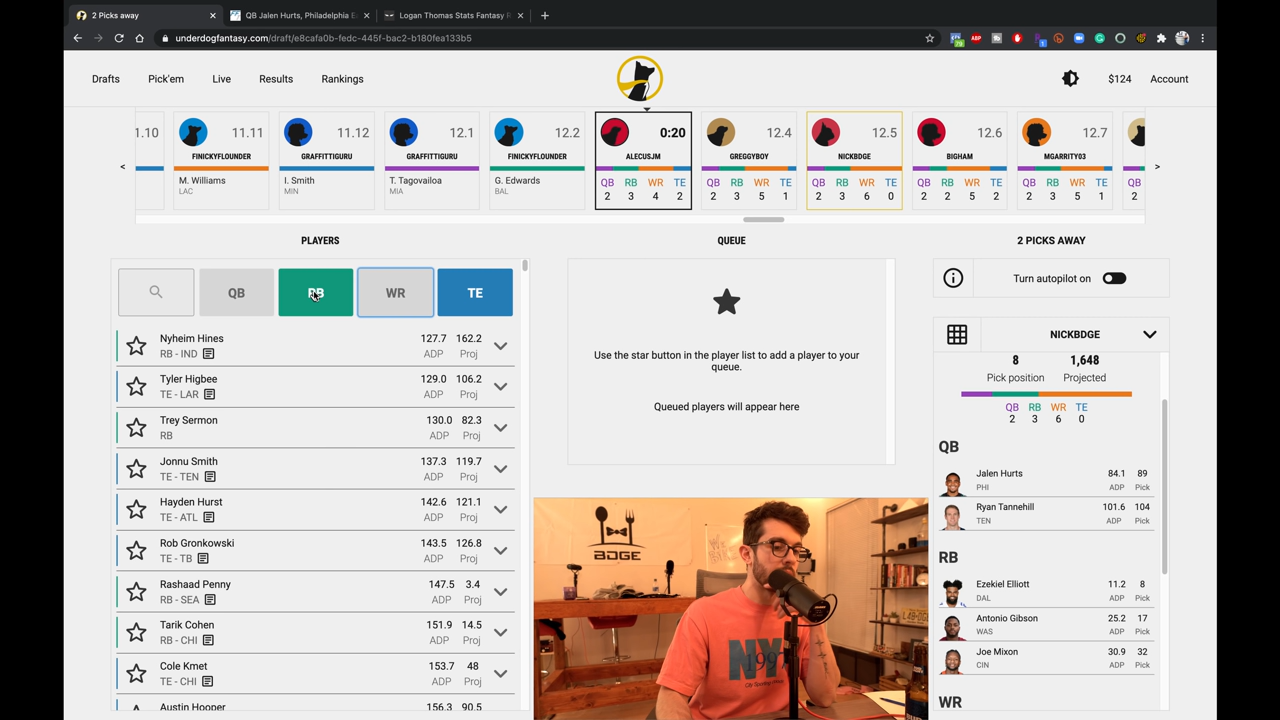 2 Picks away
QB Jalen Hurts, Philadelphia E
Logan Thomas Stats Fantasy R
underdogfantasy.com/draft/e8cafa0b-fedc-445f-bac2-b180fea133b5
Drafts
Pick'em
Live
Results
Rankings
$124
Account
1.10
11.11
FINICKYFLOUNDER
M. Williams
LAC
11.12
GRAFFITTIGURU
I. Smith
MIN
12.1
GRAFFITTIGURU
T. Tagovailoa
MIA
12.2
FINICKYFLOUNDER
G. Edwards
BAL
0:20
ALECUSJM
QB RB WR TE
2 3 4 2
12.4
GREGGYBOY
QB RB WR TE
2 3 5 1
12.5
NICKBDGE
QB RB WR TE
2 3 6 0
12.6
BIGHAM
QB RB WR TE
2 2 5 2
12.7
MGARRITY03
QB RB WR TE
2 3 5 1
QB
2
<
>
PLAYERS
QB
RB
WR
TE
Nyheim Hines 127.7 162.2
RB - IND ADP Proj
Tyler Higbee 129.0 106.2
TE - LAR ADP Proj
Trey Sermon 130.0 82.3
RB ADP Proj
Jonnu Smith 137.3 119.7
TE - TEN ADP Proj
Hayden Hurst 142.6 121.1
TE - ATL ADP Proj
Rob Gronkowski 143.5 126.8
TE - TB ADP Proj
Rashaad Penny 147.5 3.4
RB - SEA ADP Proj
Tarik Cohen 151.9 14.5
RB - CHI ADP Proj
Cole Kmet 153.7 48
TE - CHI ADP Proj
Austin Hooper 156.3 90.5
QUEUE
Use the star button in the player list to add a player to your
queue.
Queued players will appear here
BDGE
NY
199
2 PICKS AWAY
Turn autopilot on
NICKBDGE
8 1,648
Pick position Projected
QB RB WR TE
2 3 6 0
QB
Jalen Hurts 84.1 89
PHI ADP Pick
Ryan Tannehill 101.6 104
TEN ADP Pick
RB
Ezekiel Elliott 11.2 8
DAL ADP Pick
Antonio Gibson 25.2 17
WAS ADP Pick
Joe Mixon 30.9 32
CIN ADP Pick
WR